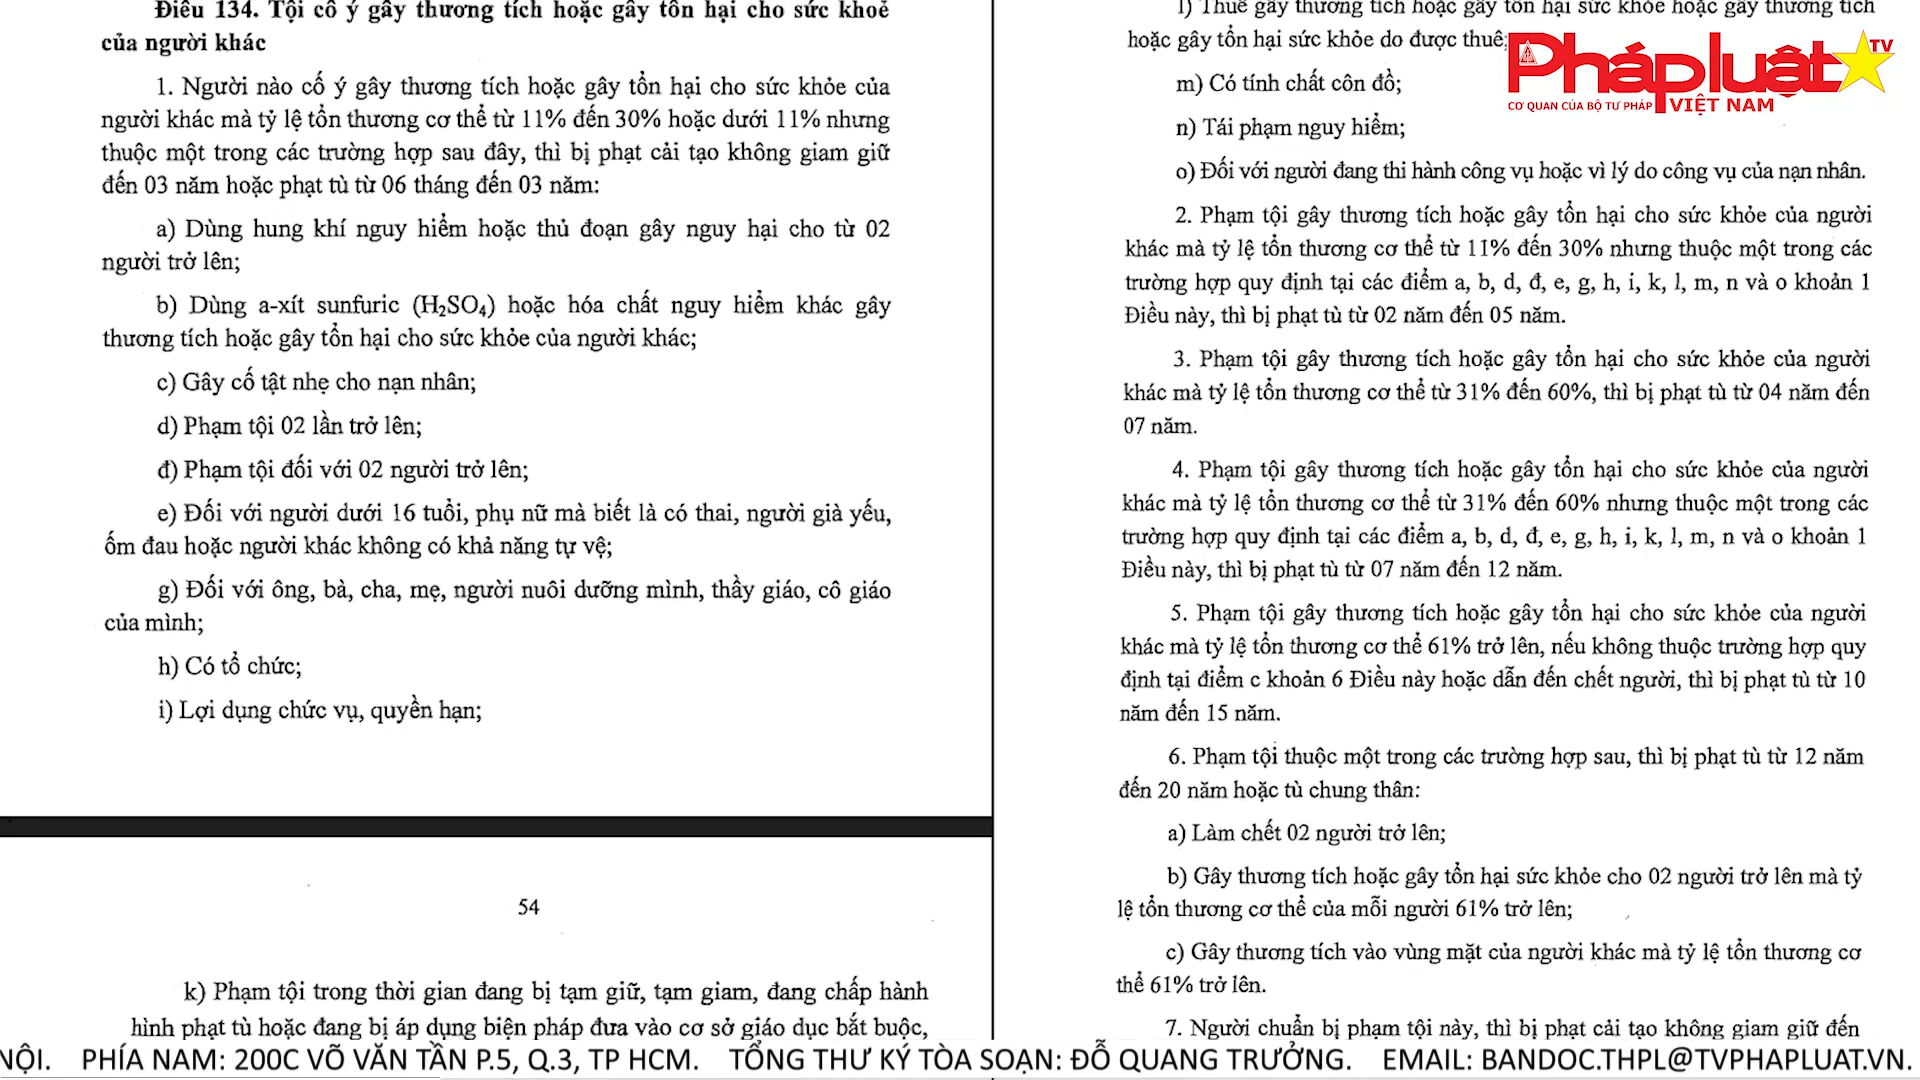 Điều 134. Tội cố ý gây thương tích hoặc gây tổn hại cho sức khoẻ
của người khác
1. Người nào cố ý gây thương tích hoặc gây tổn hại cho sức khỏe của
người khác mà tỷ lệ tổn thương cơ thể từ 11% đến 30% hoặc dưới 11% nhưng
thuộc một trong các trường hợp sau đây, thì bị phạt cải tạo không giam giữ
đến 03 năm hoặc phạt tù từ 06 tháng đến 03 năm:
a) Dùng hung khí nguy hiểm hoặc thủ đoạn gây nguy hại cho từ 02
người trở lên;
b) Dùng a-xít sunfuric (H₂SO₄) hoặc hóa chất nguy hiểm khác gây
thương tích hoặc gây tổn hại cho sức khỏe của người khác;
c) Gây cố tật nhẹ cho nạn nhân;
d) Phạm tội 02 lần trở lên;
đ) Phạm tội đối với 02 người trở lên;
e) Đối với người dưới 16 tuổi, phụ nữ mà biết là có thai, người già yếu,
ốm đau hoặc người khác không có khả năng tự vệ;
g) Đối với ông, bà, cha, mẹ, người nuôi dưỡng mình, thầy giáo, cô giáo
của mình;
h) Có tổ chức;
i) Lợi dụng chức vụ, quyền hạn;
54
k) Phạm tội trong thời gian đang bị tạm giữ, tạm giam, đang chấp hành
hình phạt tù hoặc đang bị áp dụng biện pháp đưa vào cơ sở giáo dục bắt buộc,
l) Thuê gây thương tích hoặc gây tổn hại sức khỏe hoặc gây thương tích
hoặc gây tổn hại sức khỏe do được thuê;
m) Có tính chất côn đồ;
n) Tái phạm nguy hiểm;
o) Đối với người đang thi hành công vụ hoặc vì lý do công vụ của nạn nhân.
2. Phạm tội gây thương tích hoặc gây tổn hại cho sức khỏe của người
khác mà tỷ lệ tổn thương cơ thể từ 11% đến 30% nhưng thuộc một trong các
trường hợp quy định tại các điểm a, b, d, đ, e, g, h, i, k, l, m, n và o khoản 1
Điều này, thì bị phạt tù từ 02 năm đến 05 năm.
3. Phạm tội gây thương tích hoặc gây tổn hại cho sức khỏe của người
khác mà tỷ lệ tổn thương cơ thể từ 31% đến 60%, thì bị phạt tù từ 04 năm đến
07 năm.
4. Phạm tội gây thương tích hoặc gây tổn hại cho sức khỏe của người
khác mà tỷ lệ tổn thương cơ thể từ 31% đến 60% nhưng thuộc một trong các
trường hợp quy định tại các điểm a, b, d, đ, e, g, h, i, k, l, m, n và o khoản 1
Điều này, thì bị phạt tù từ 07 năm đến 12 năm.
5. Phạm tội gây thương tích hoặc gây tổn hại cho sức khỏe của người
khác mà tỷ lệ tổn thương cơ thể 61% trở lên, nếu không thuộc trường hợp quy
định tại điểm c khoản 6 Điều này hoặc dẫn đến chết người, thì bị phạt tù từ 10
năm đến 15 năm.
6. Phạm tội thuộc một trong các trường hợp sau, thì bị phạt tù từ 12 năm
đến 20 năm hoặc tù chung thân:
a) Làm chết 02 người trở lên;
b) Gây thương tích hoặc gây tổn hại sức khỏe cho 02 người trở lên mà tỷ
lệ tổn thương cơ thể của mỗi người 61% trở lên;
c) Gây thương tích vào vùng mặt của người khác mà tỷ lệ tổn thương cơ
thể 61% trở lên.
7. Người chuẩn bị phạm tội này, thì bị phạt cải tạo không giam giữ đến
Pháp luật TV
CƠ QUAN CỦA BỘ TƯ PHÁP VIỆT NAM
NỘI. PHÍA NAM: 200C VÕ VĂN TẦN P.5, Q.3, TP HCM. TỔNG THƯ KÝ TÒA SOẠN: ĐỖ QUANG TRƯỞNG. EMAIL: BANDOC.THPL@TVPHAPLUAT.VN.